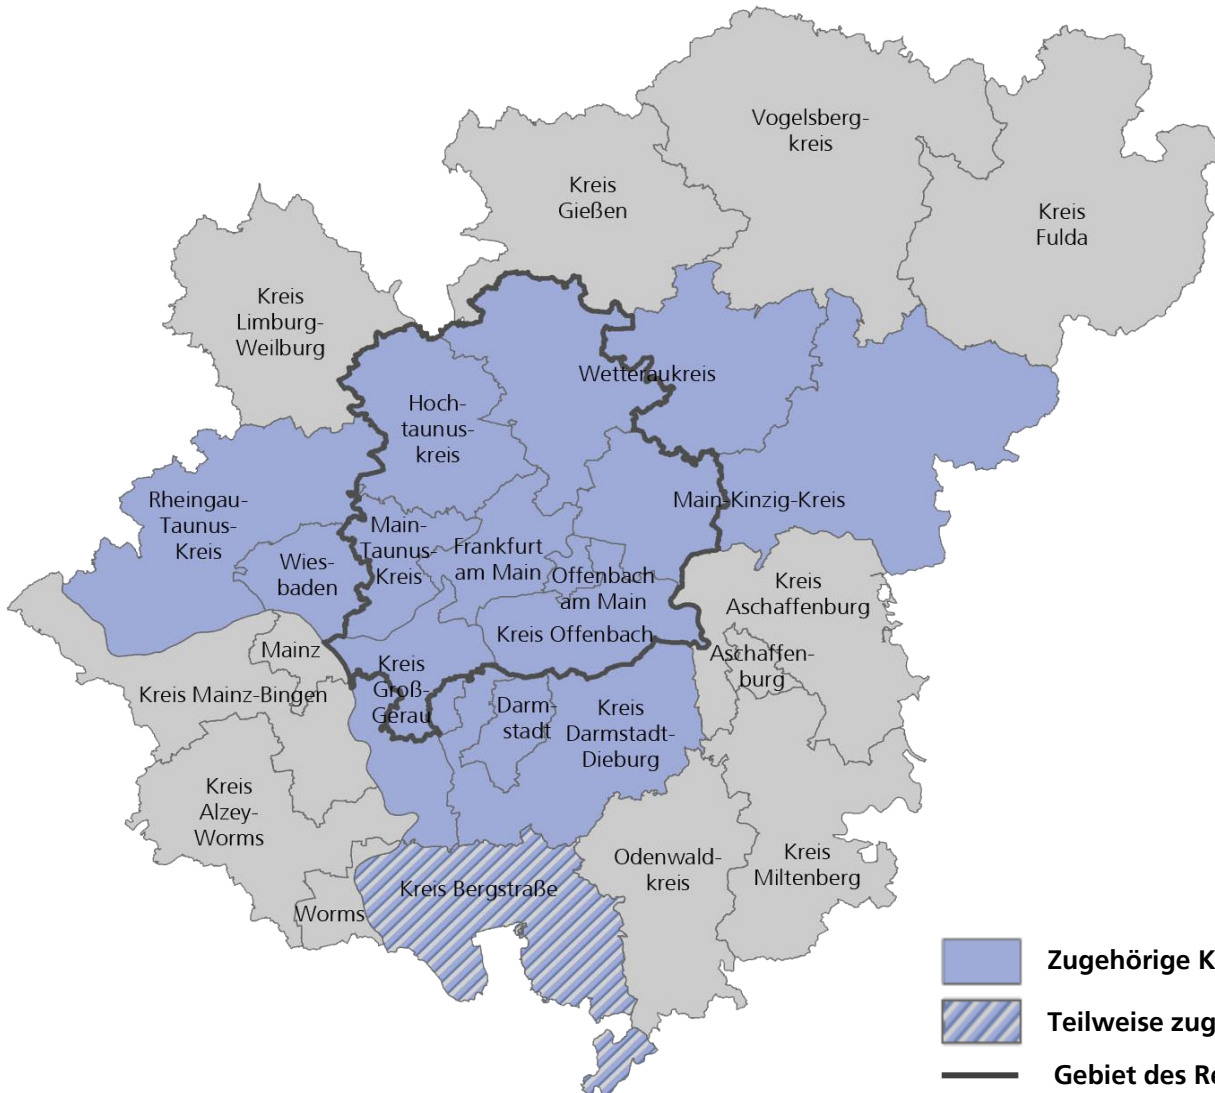 Vogelsberg-
kreis
Kreis
Gießen
Kreis
Fulda
Kreis
Limburg-
Weilburg
Wetteraukreis
Hoch-
taunus-
kreis
Rheingau-
Taunus-
Kreis
Main-Kinzig-Kreis
Main-
Taunus-
Kreis
Frankfurt
am Main
Wies-
baden
Offenbach
am Main
Kreis
Aschaffenburg
Kreis Offenbach
Mainz
Aschaffen-
burg
Kreis
Groß-
Gerau
Kreis Mainz-Bingen
Darm-
stadt
Kreis
Darmstadt-
Dieburg
Kreis
Alzey-
Worms
Odenwald-
kreis
Kreis
Miltenberg
Kreis Bergstraße
Worms
Zugehörige K
Teilweise zug
Gebiet des Re